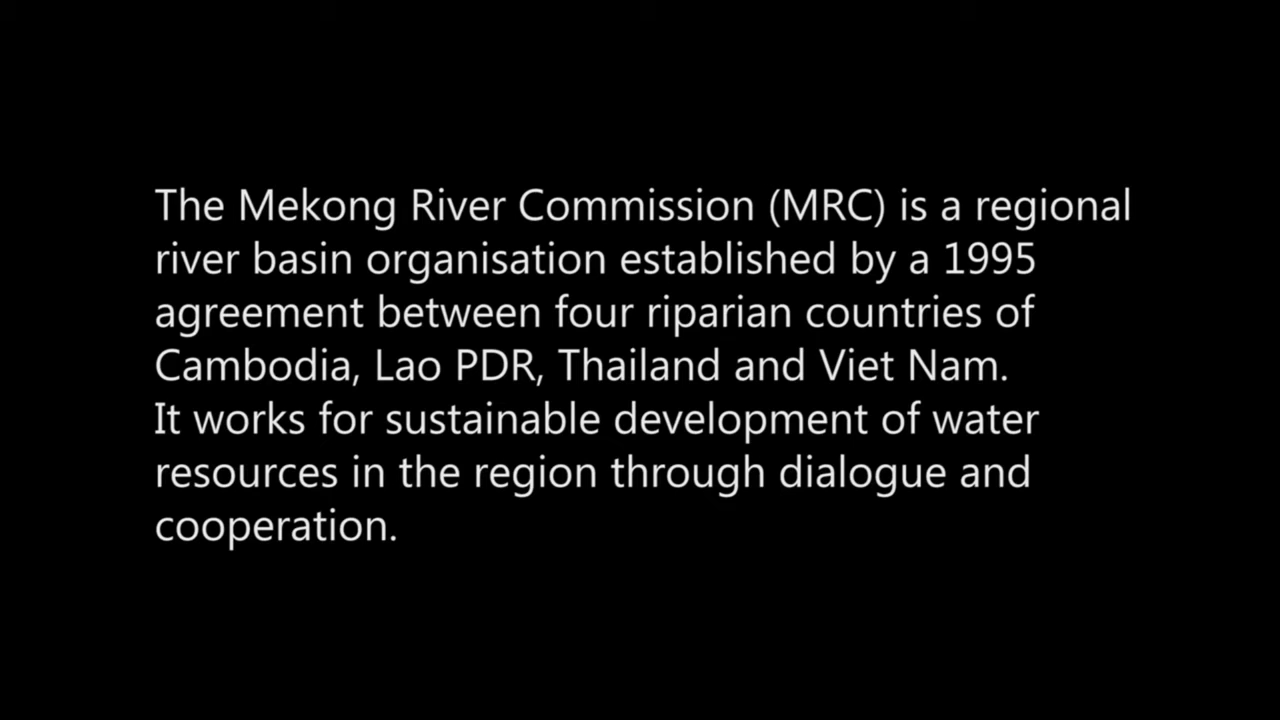 The Mekong River Commission (MRC) is a regional
river basin organisation established by a 1995
agreement between four riparian countries of
Cambodia, Lao PDR, Thailand and Viet Nam.
It works for sustainable development of water
resources in the region through dialogue and
cooperation.